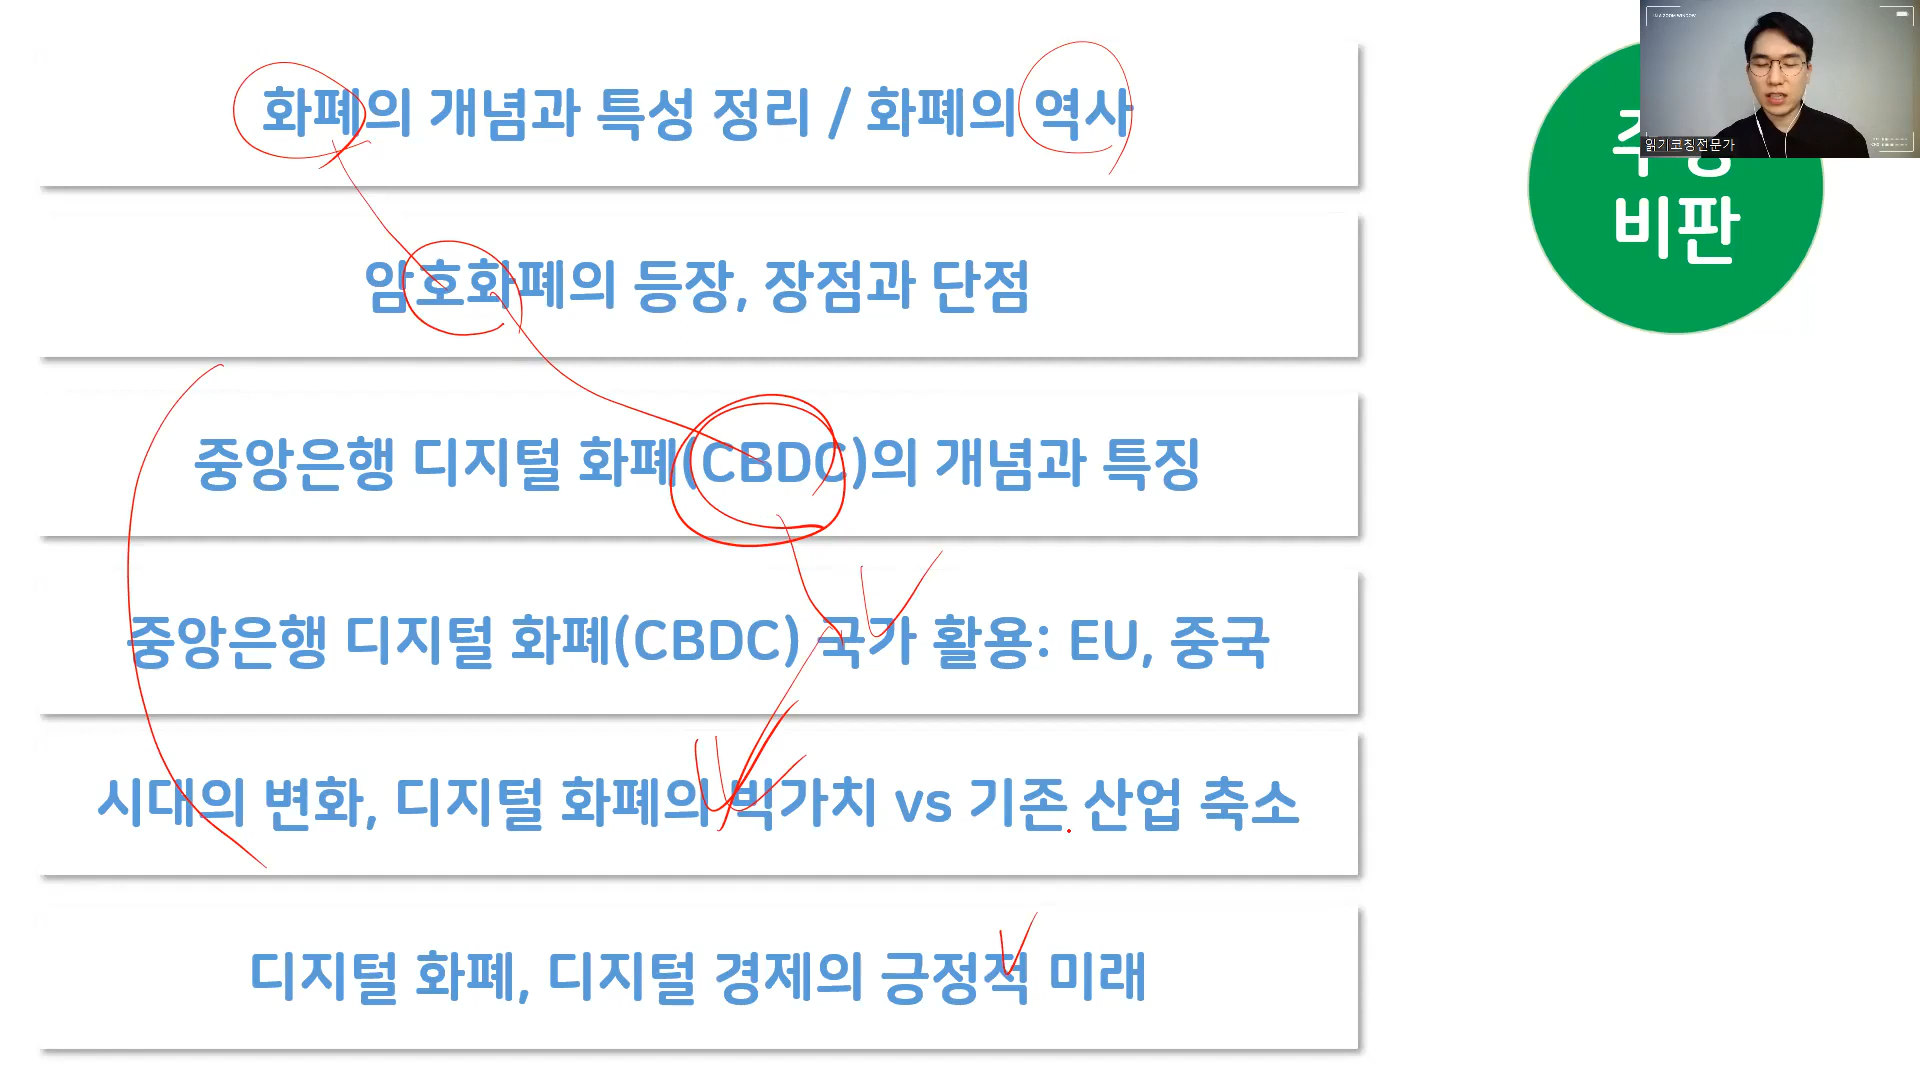 화폐의 개념과 특성 정리 / 화폐의 역사
암호화폐의 등장, 장점과 단점
중앙은행 디지털 화폐(CBDC)의 개념과 특징
중앙은행 디지털 화폐(CBDC) 국가 활용: EU, 중국
시대의 변화, 디지털 화폐의 빅가치 vs 기존 산업 축소
디지털 화폐, 디지털 경제의 긍정적 미래
비판
읽기코칭전문가